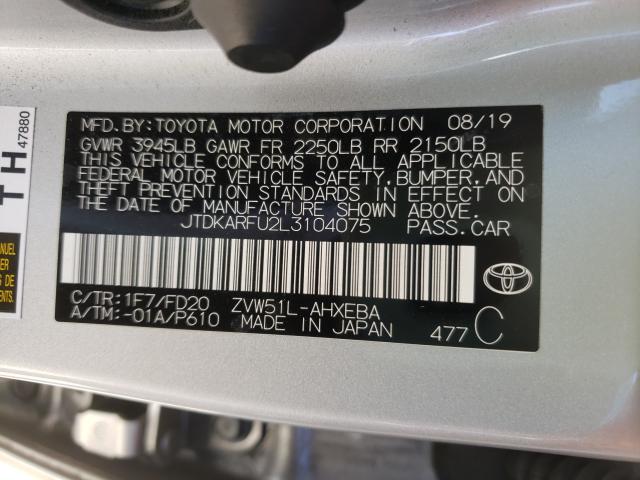 MFD. BY: TOYOTA MOTOR CORPORATION 08/19
GVWR 3945LB GAWR FR 2250LB RR 2150LB
THIS VEHICLE CONFORMS TO ALL APPLICABLE
FEDERAL MOTOR VEHICLE SAFETY, BUMPER, AND
THEFT PREVENTION STANDARDS IN EFFECT ON
THE DATE OF MANUFACTURE SHOWN ABOVE.
JTDKARFU2L3104075 PASS. CAR
C/TR: 1F7/FD20 ZVW51L-AHXEBA
A/TM: -01A/P610 MADE IN JAPAN 477 C
TH
47880